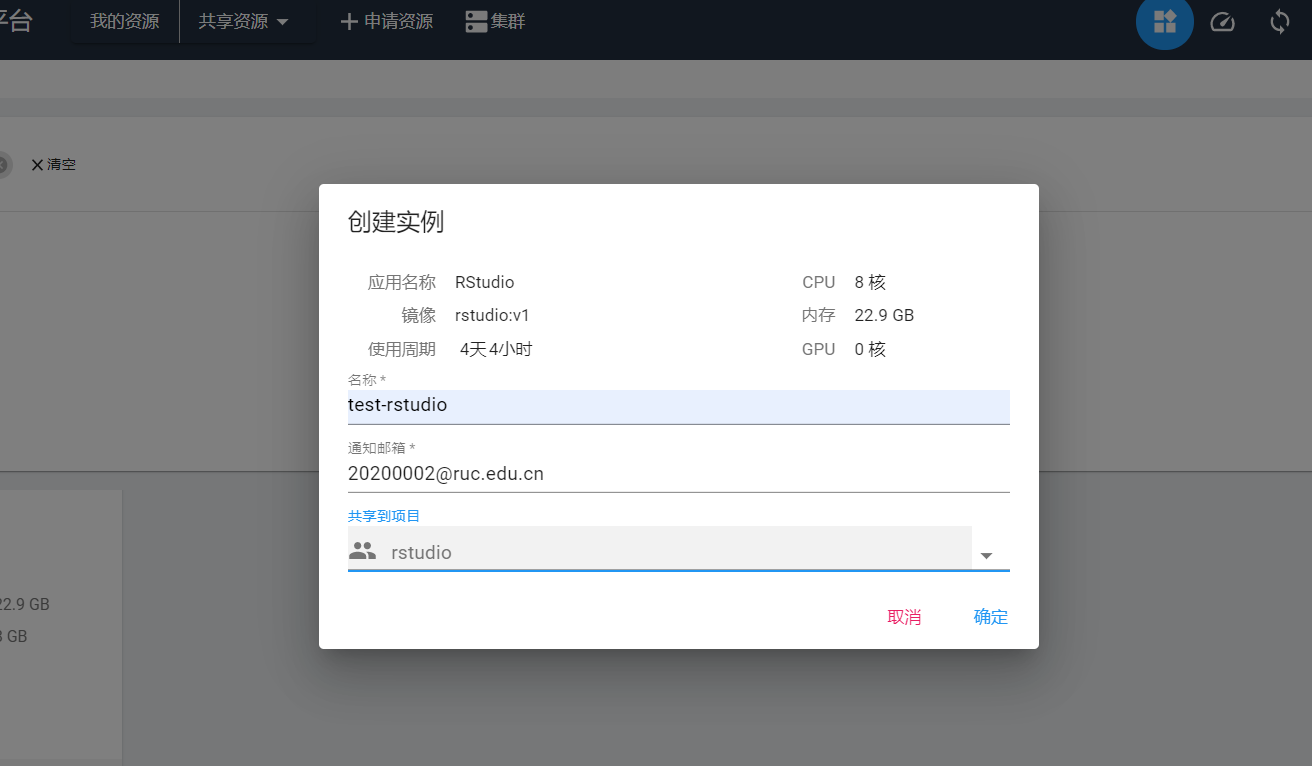 平台 我的资源 共享资源 申请资源 集群
清空
创建实例
应用名称 RStudio CPU 8 核
镜像 rstudio:v1 内存 22.9 GB
使用周期 4天4小时 GPU 0 核
名称 *
test-rstudio
通知邮箱 *
20200002@ruc.edu.cn
共享到项目
rstudio
22.9 GB
取消 确定
GB